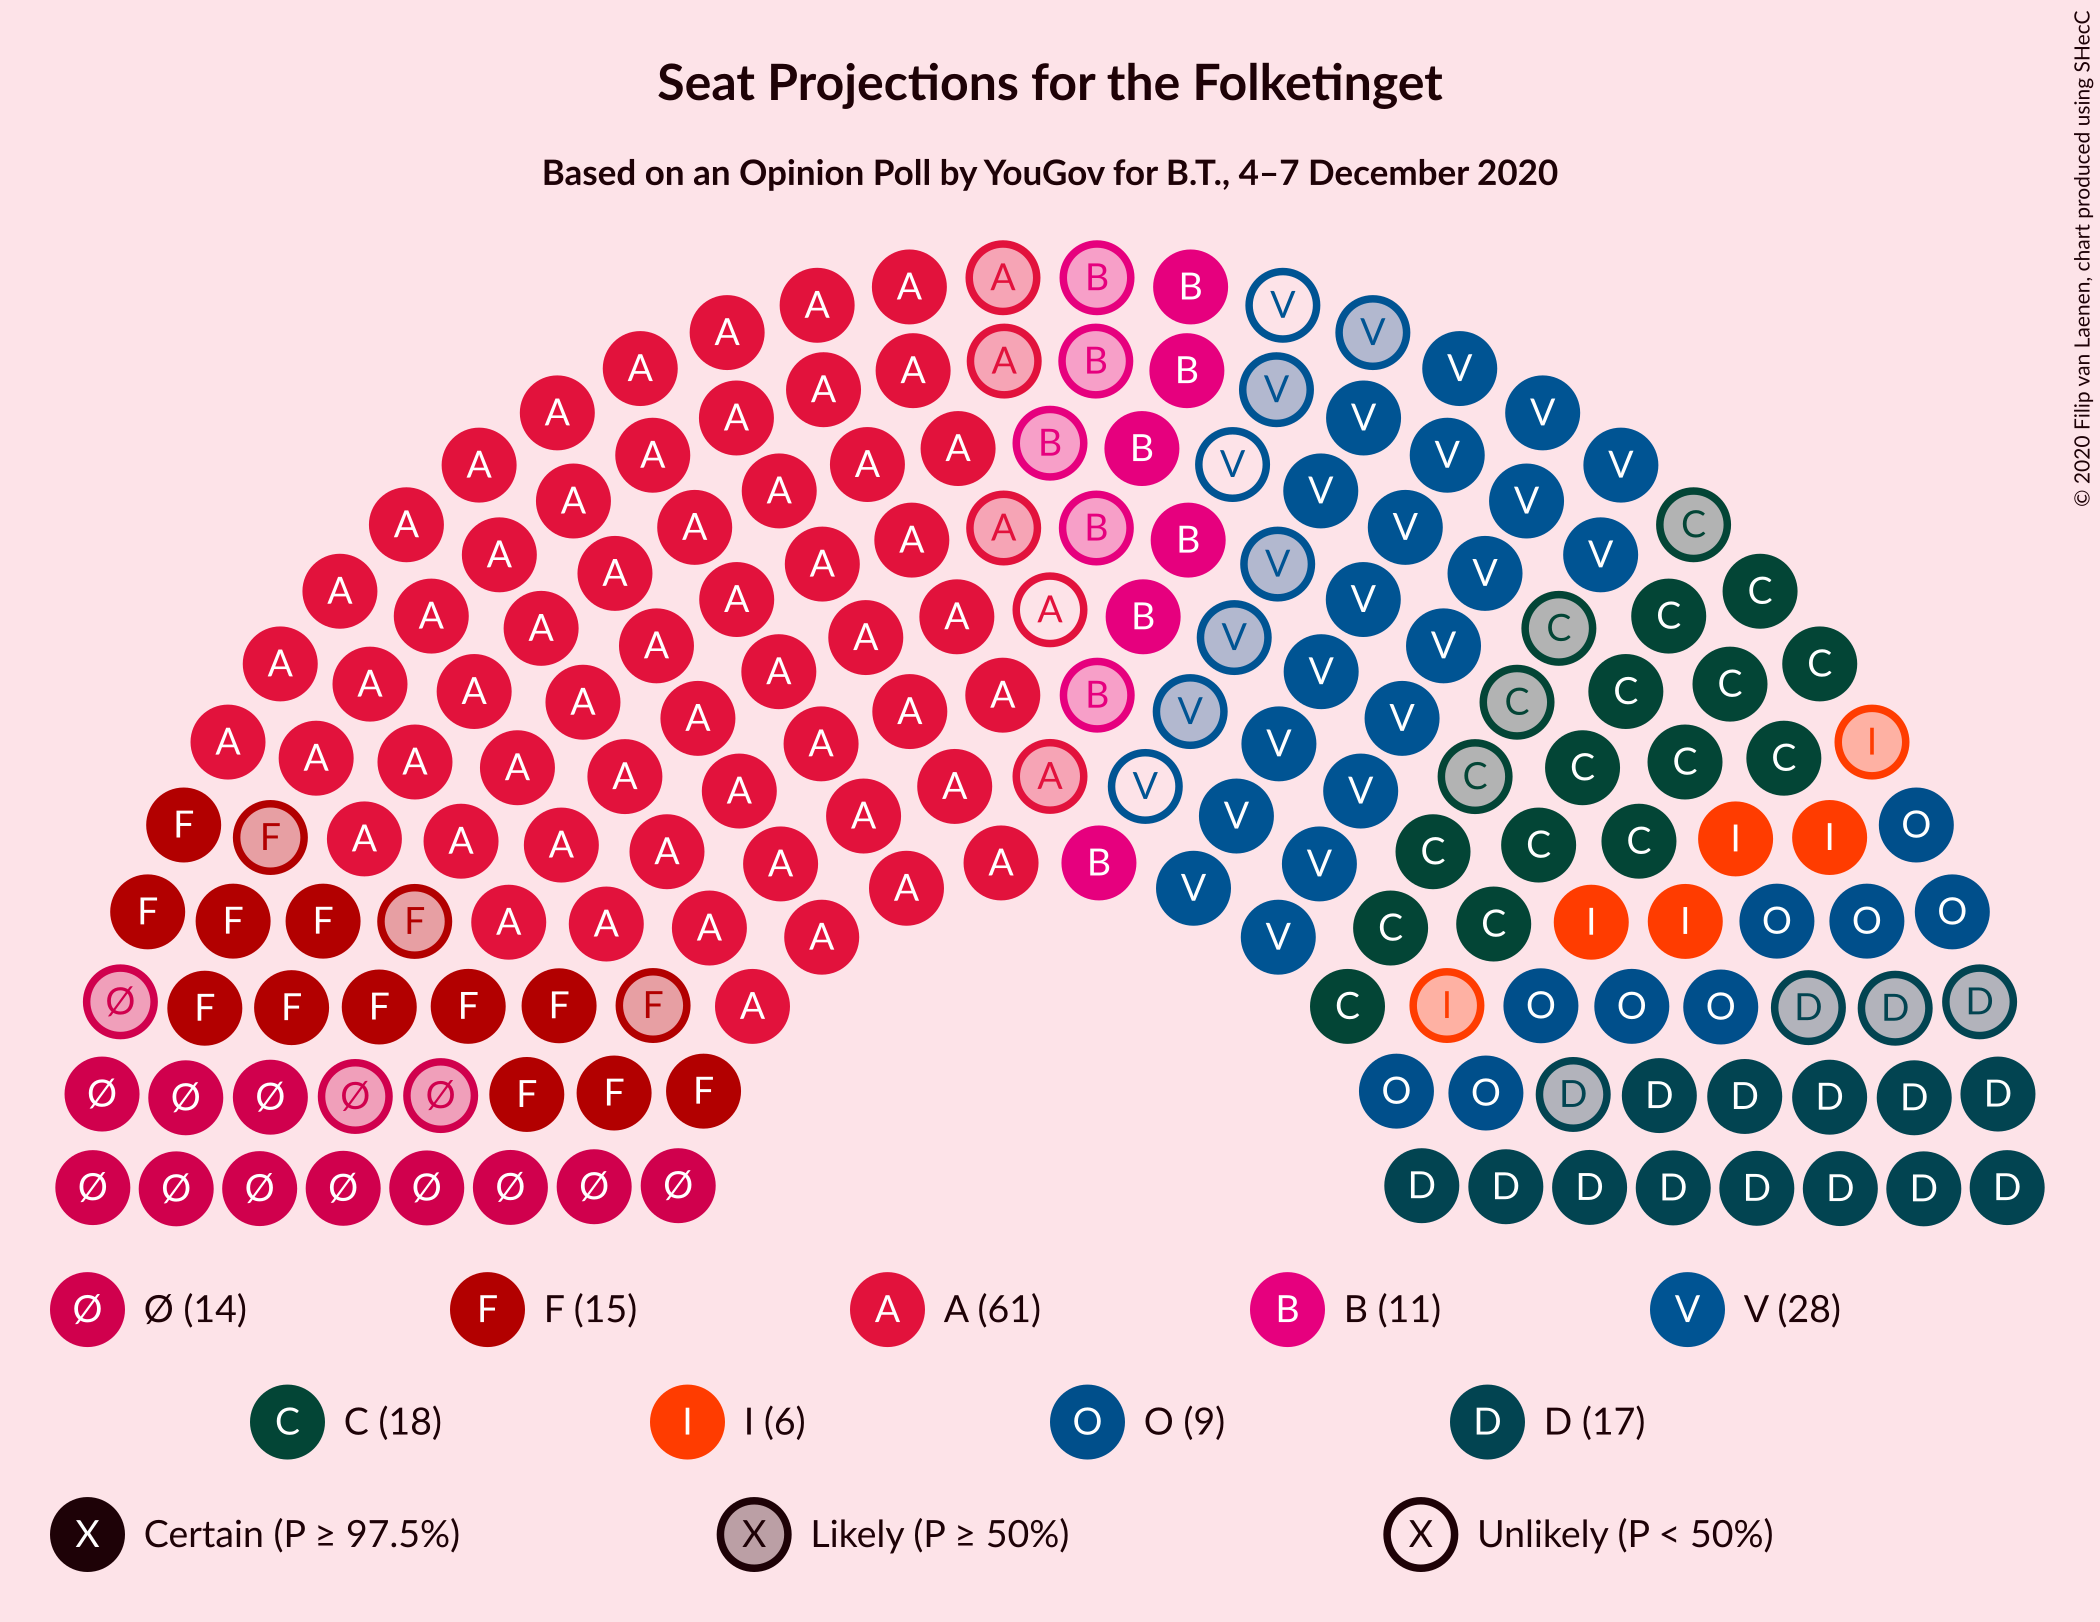 Seat Projections for the Folketinget
Based on an Opinion Poll by YouGov for B.T., 4–7 December 2020
© 2020 Filip van Laenen, chart produced using SHecC
A A B B V V
A A A A B B V V V V
A A A A A B B V V V V V
A A A A A A B B V V V V V C
A A A A A A A A B V V V V C C C
A A A A A A A A A B V V V V C C C C
A A A A A A A A A A A V V V V C C C C I
F F A A A A A A A A B V V C C C I I O
F F F F A A A A V C C I I O O O
Ø F F F F F F A C I O O O D D D
Ø Ø Ø Ø Ø F F F O O D D D D D D
Ø Ø Ø Ø Ø Ø Ø Ø D D D D D D D D
Ø Ø (14) F F (15) A A (61) B B (11) V V (28)
C C (18) I I (6) O O (9) D D (17)
X Certain (P ≥ 97.5%) X Likely (P ≥ 50%) X Unlikely (P < 50%)